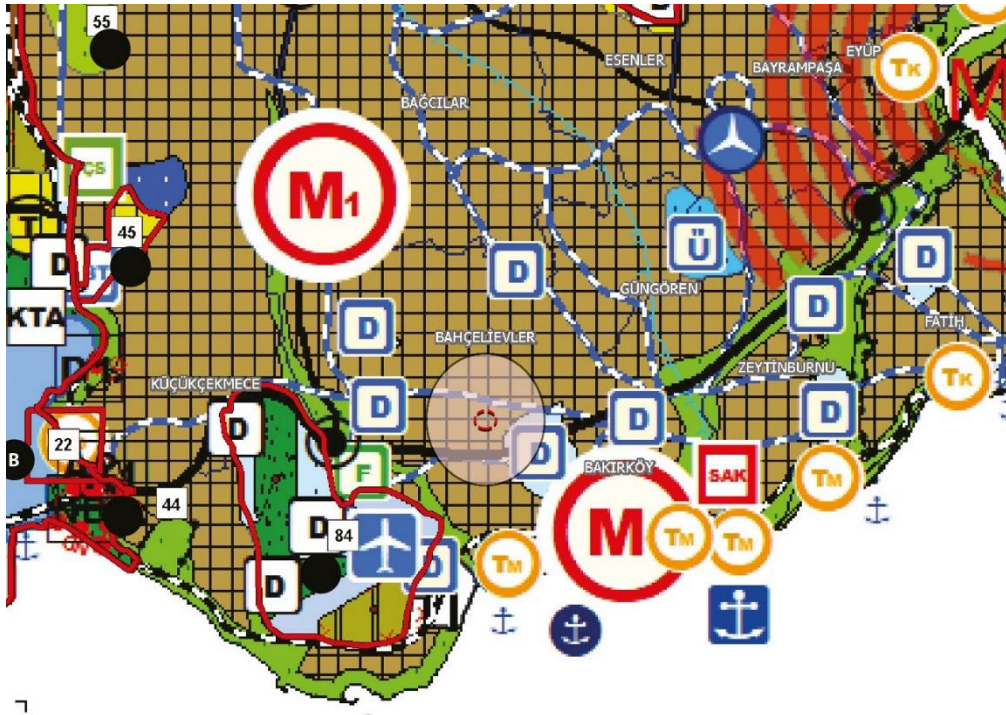 55
ESENLER
EYÜP
BAYRAMPAŞA
TK
M
BAĞCILAR
ÇS
M1
T
45
D
BT
Ü
D
D
GÜNGÖREN
D
KTA
D
BAHÇELİEVLER
FATİH
D
ZEYTİNBURNU
TK
KÜÇÜKÇEKMECE
D
D
D
D
22
D
B
F
BAKIRKÖY
SAK
TM
44
D
84
M
TM
TM
D
D
TM